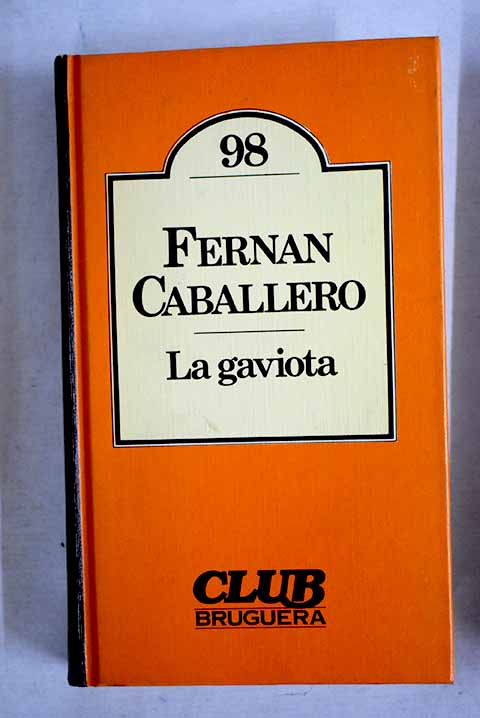 98
FERNAN
CABALLERO
La gaviota
CLUB
BRUGUERA